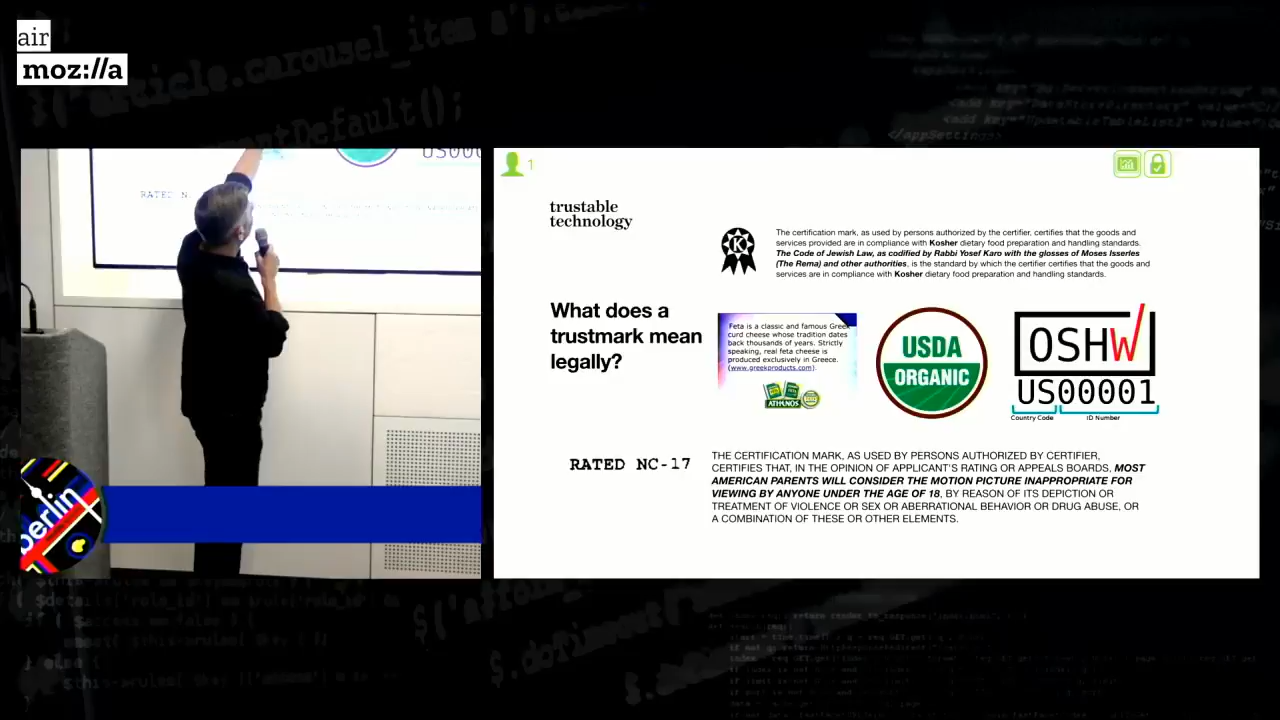 air
moz://a
}('article.carousel_item a').
ventDefault();
</appSettings>
US000
RATED N
berlin
1
trustable
technology
K
The certification mark, as used by persons authorized by the certifier, certifies that the goods and
services provided are in compliance with Kosher dietary food preparation and handling standards.
The Code of Jewish Law, as codified by Rabbi Yosef Karo with the glosses of Moses Isserles
(The Rema) and other authorities, is the standard by which the certifier certifies that the goods and
services are in compliance with Kosher dietary food preparation and handling standards.
What does a
trustmark mean
legally?
Feta is a classic and famous Greek
curd cheese whose tradition dates
back thousands of years. Strictly
speaking, real feta cheese is
produced exclusively in Greece.
(www.greekproducts.com).
ATHENOS
USDA
ORGANIC
OSHW
US00001
Country Code
ID Number
RATED NC-17
THE CERTIFICATION MARK, AS USED BY PERSONS AUTHORIZED BY CERTIFIER,
CERTIFIES THAT, IN THE OPINION OF APPLICANT'S RATING OR APPEALS BOARDS, MOST
AMERICAN PARENTS WILL CONSIDER THE MOTION PICTURE INAPPROPRIATE FOR
VIEWING BY ANYONE UNDER THE AGE OF 18, BY REASON OF ITS DEPICTION OR
TREATMENT OF VIOLENCE OR SEX OR ABERRATIONAL BEHAVIOR OR DRUG ABUSE, OR
A COMBINATION OF THESE OR OTHER ELEMENTS.